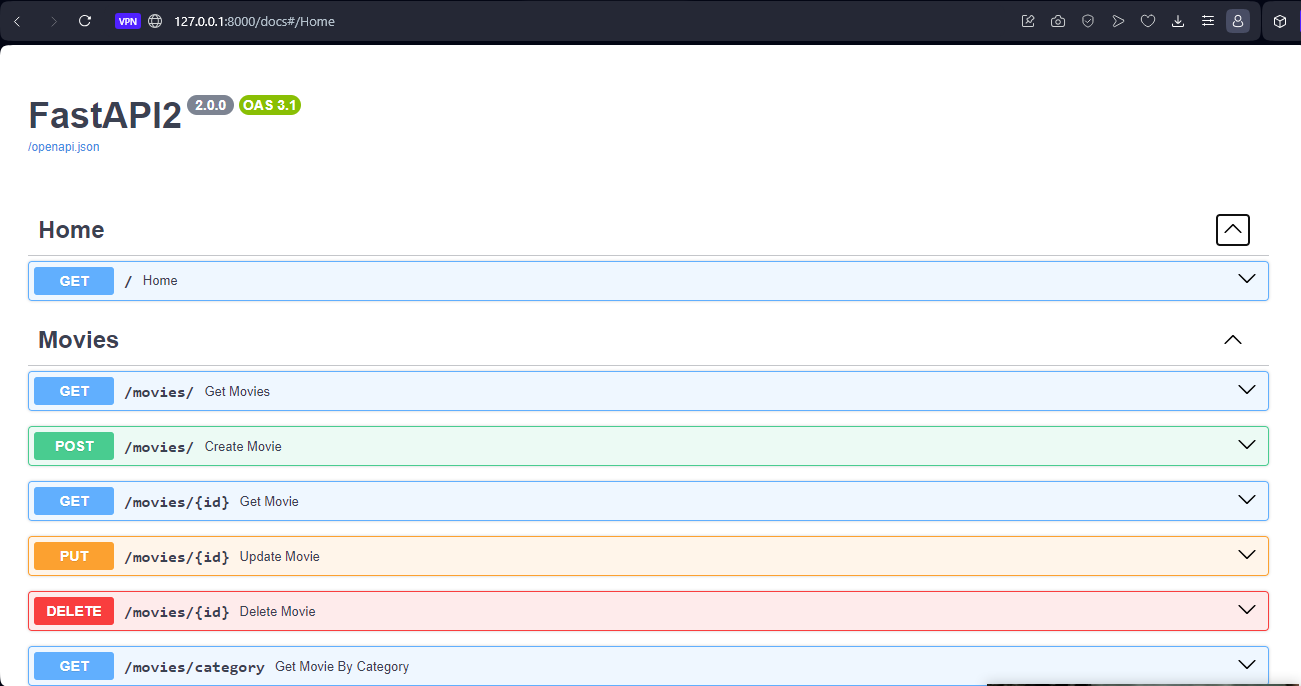 VPN 127.0.0.1:8000/docs#/Home
FastAPI2 2.0.0 OAS 3.1
/openapi.json
Home
GET / Home
Movies
GET /movies/ Get Movies
POST /movies/ Create Movie
GET /movies/{id} Get Movie
PUT /movies/{id} Update Movie
DELETE /movies/{id} Delete Movie
GET /movies/category Get Movie By Category